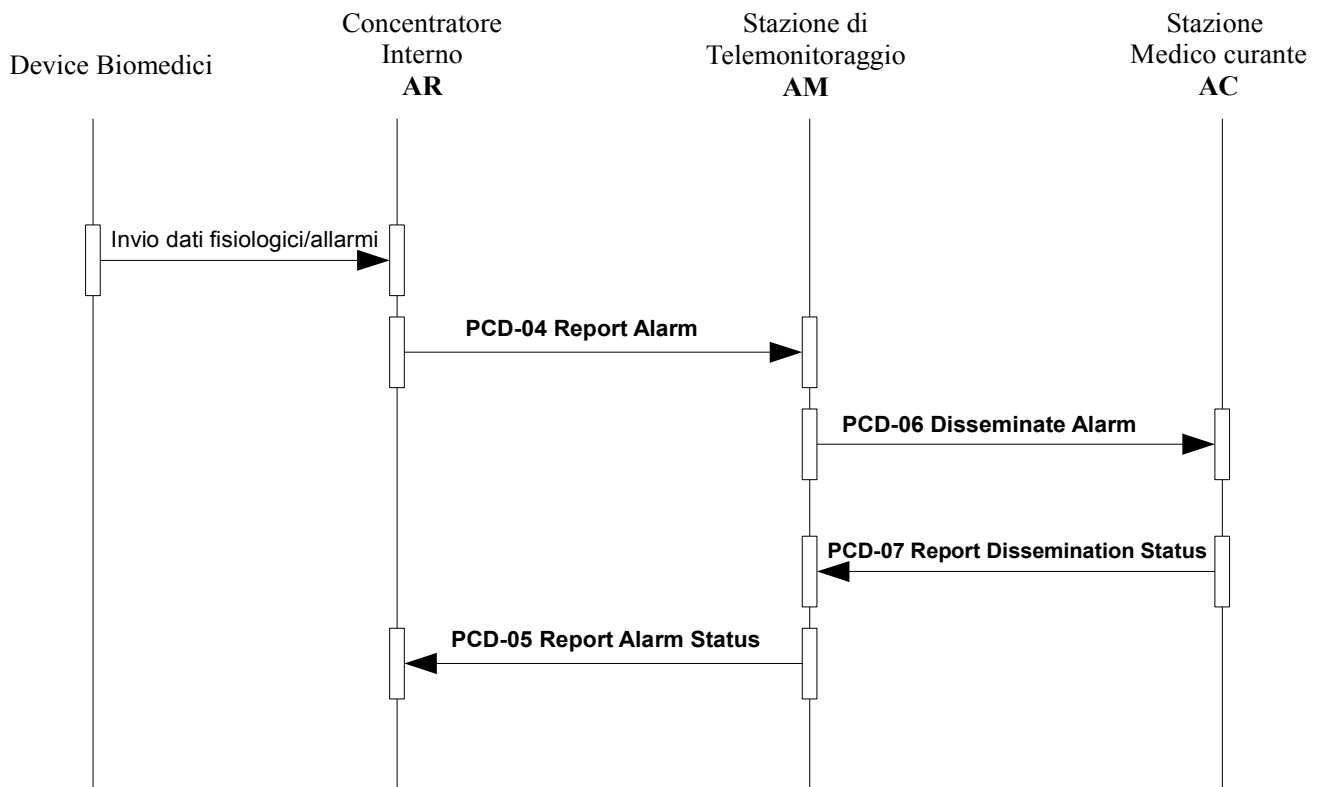 Device Biomedici
Concentratore
Interno
AR
Stazione di
Telemonitoraggio
AM
Stazione
Medico curante
AC
Invio dati fisiologici/allarmi
PCD-04 Report Alarm
PCD-06 Disseminate Alarm
PCD-07 Report Dissemination Status
PCD-05 Report Alarm Status